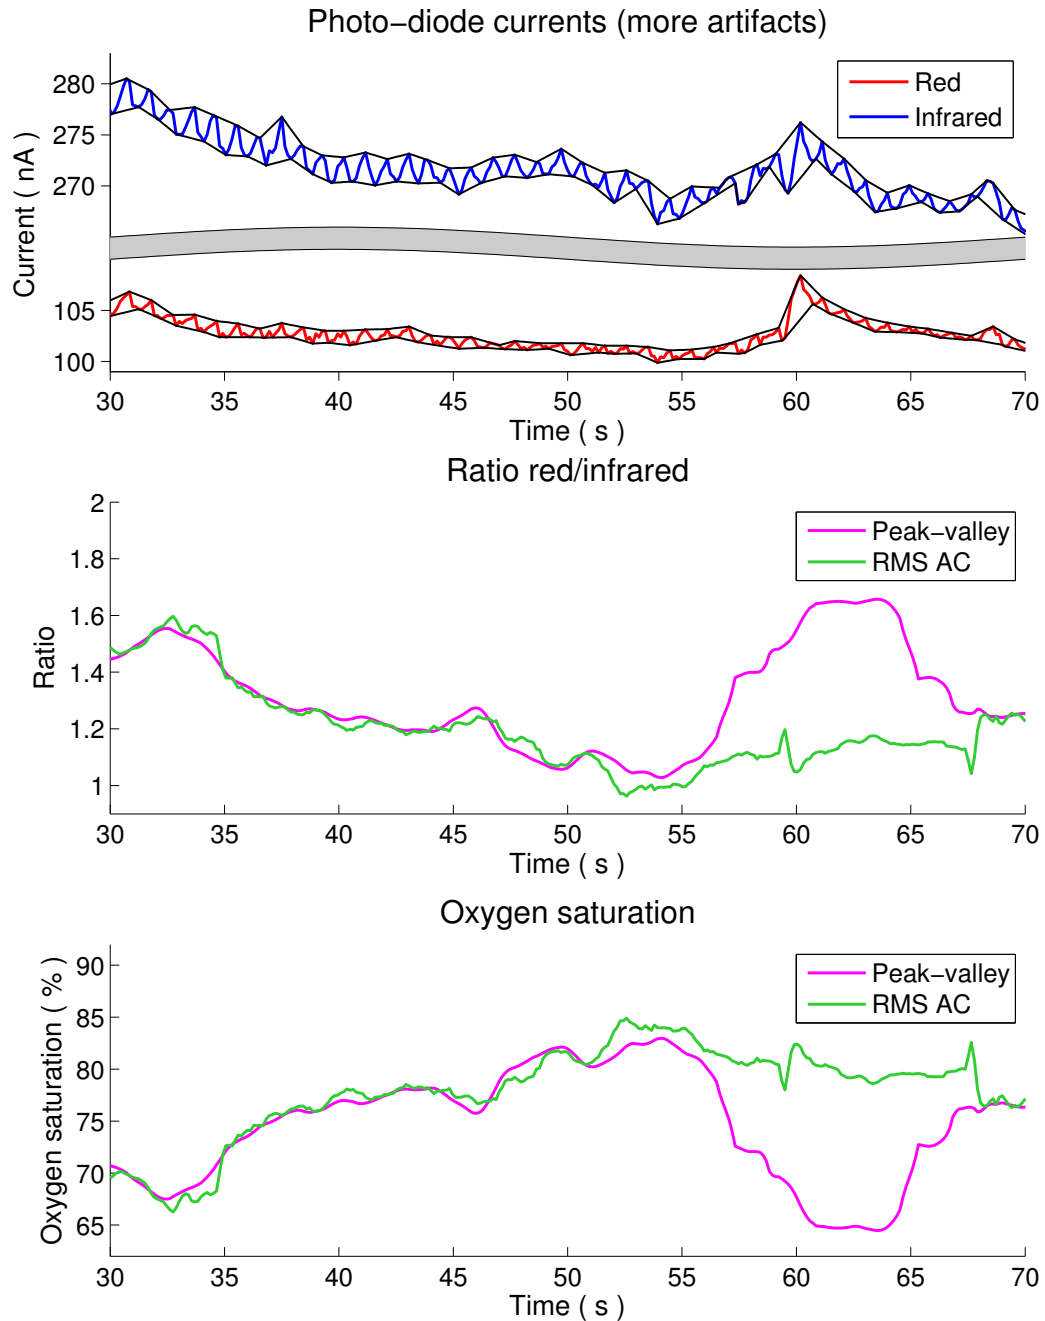 Photo−diode currents (more artifacts)
Current ( nA )
280
275
270
105
100
Red
Infrared
30 35 40 45 50 55 60 65 70
Time ( s )
Ratio red/infrared
Ratio
2
1.8
1.6
1.4
1.2
1
Peak−valley
RMS AC
30 35 40 45 50 55 60 65 70
Time ( s )
Oxygen saturation
Oxygen saturation ( % )
90
85
80
75
70
65
Peak−valley
RMS AC
30 35 40 45 50 55 60 65 70
Time ( s )